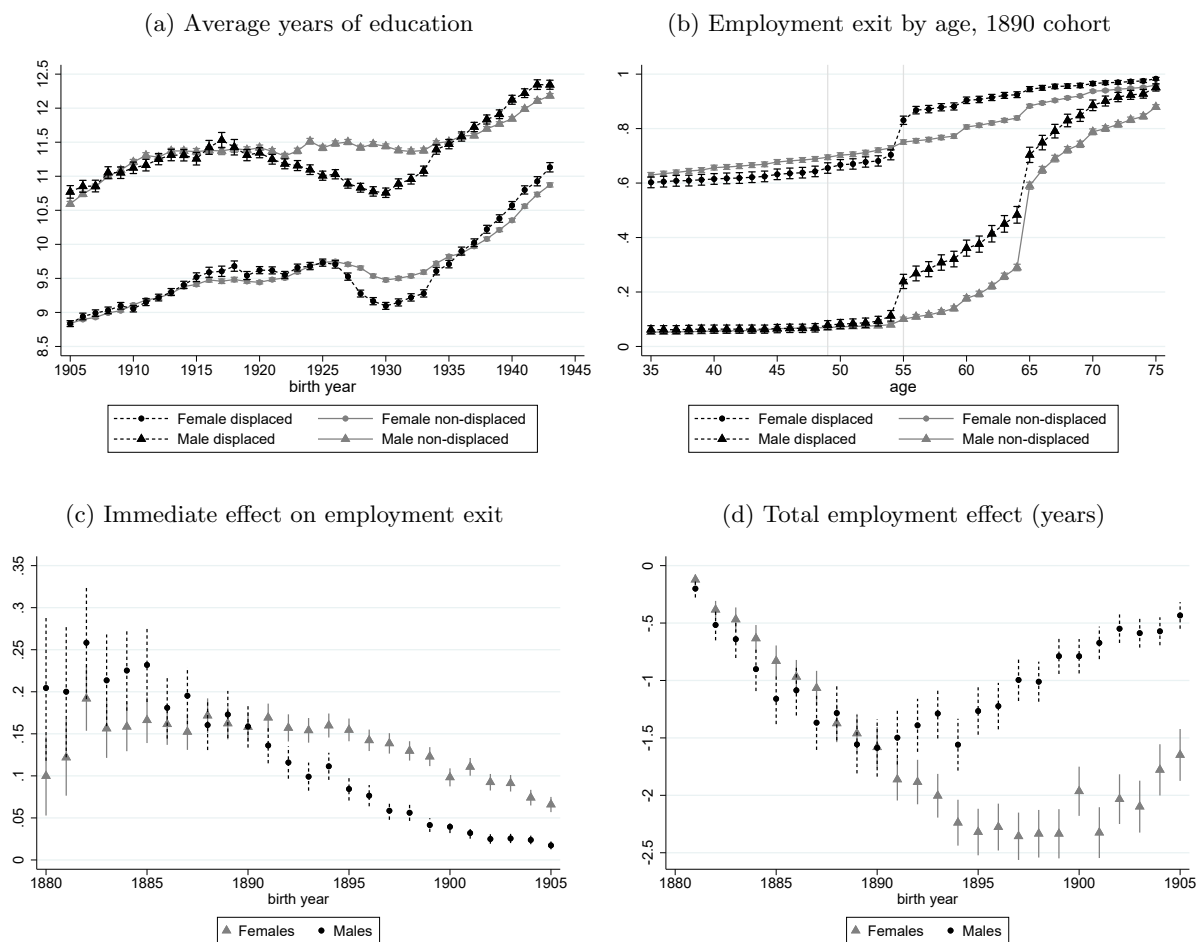 (a) Average years of education
12.5
12
11.5
11
10.5
10
9.5
9
8.5
1905 1910 1915 1920 1925 1930 1935 1940 1945
birth year
Female displaced Female non-displaced
Male displaced Male non-displaced
(b) Employment exit by age, 1890 cohort
1
.8
.6
.4
.2
0
35 40 45 50 55 60 65 70 75
age
Female displaced Female non-displaced
Male displaced Male non-displaced
(c) Immediate effect on employment exit
.35
.3
.25
.2
.15
.1
.05
0
1880 1885 1890 1895 1900 1905
birth year
Females Males
(d) Total employment effect (years)
0
-.5
-1
-1.5
-2
-2.5
1880 1885 1890 1895 1900 1905
birth year
Females Males